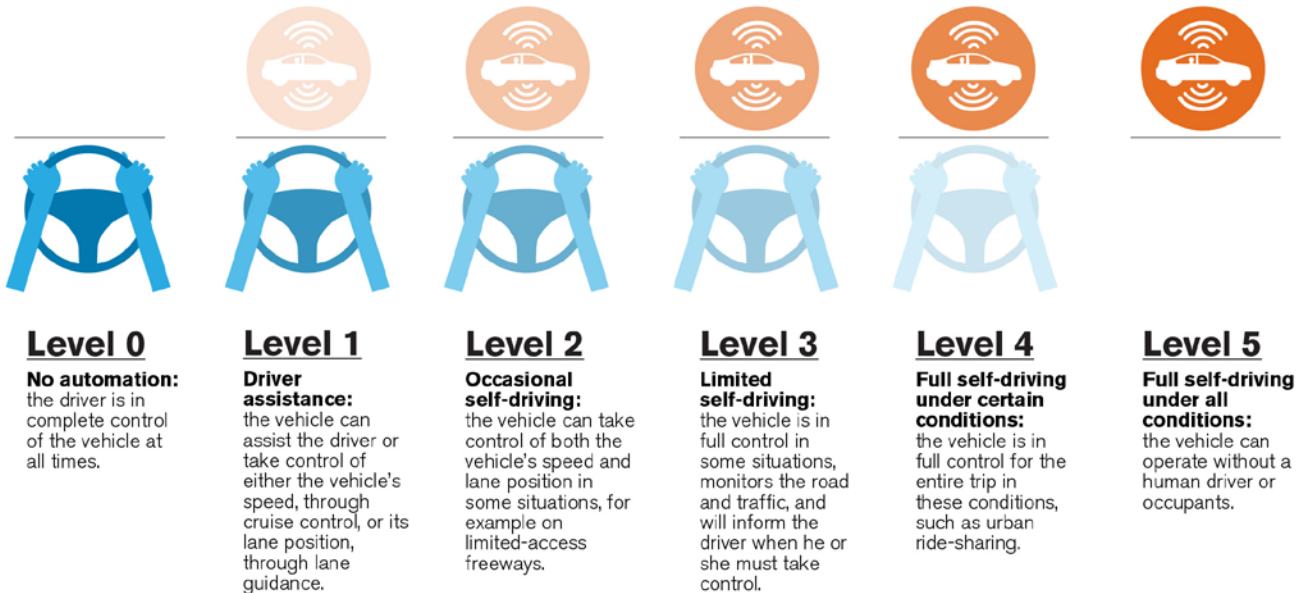 Level 0
No automation:
the driver is in
complete control
of the vehicle at
all times.
Level 1
Driver
assistance:
the vehicle can
assist the driver or
take control of
either the vehicle’s
speed, through
cruise control, or its
lane position,
through lane
guidance.
Level 2
Occasional
self-driving:
the vehicle can take
control of both the
vehicle’s speed and
lane position in
some situations, for
example on
limited-access
freeways.
Level 3
Limited
self-driving:
the vehicle is in
full control in
some situations,
monitors the road
and traffic, and
will inform the
driver when he or
she must take
control.
Level 4
Full self-driving
under certain
conditions:
the vehicle is in
full control for the
entire trip in
these conditions,
such as urban
ride-sharing.
Level 5
Full self-driving
under all
conditions:
the vehicle can
operate without a
human driver or
occupants.